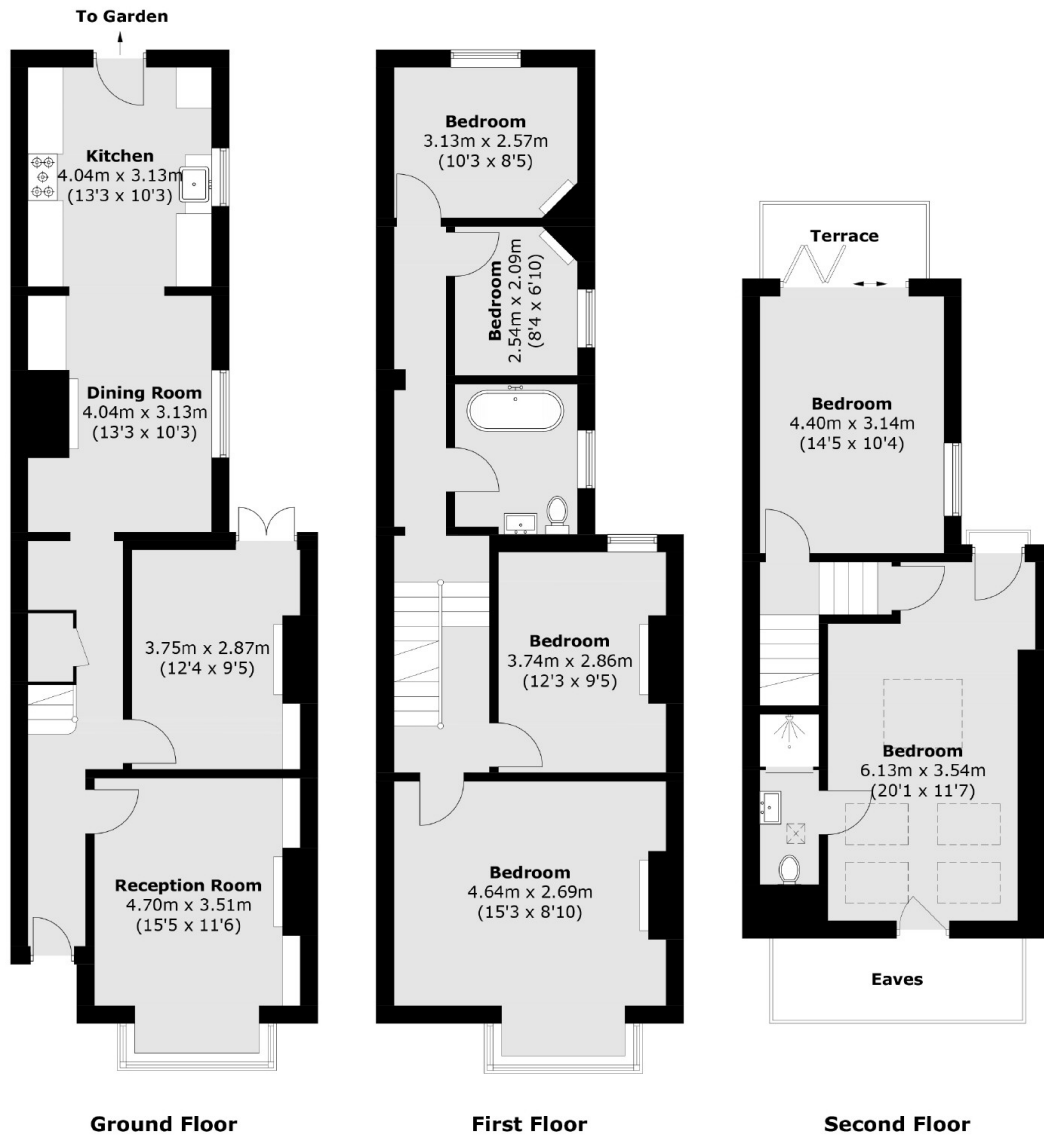 To Garden
Kitchen
4.04m x 3.13m
(13'3 x 10'3)
Dining Room
4.04m x 3.13m
(13'3 x 10'3)
3.75m x 2.87m
(12'4 x 9'5)
Reception Room
4.70m x 3.51m
(15'5 x 11'6)
Ground Floor
Bedroom
3.13m x 2.57m
(10'3 x 8'5)
Bedroom
2.54m x 2.09m
(8'4 x 6'10)
Bedroom
3.74m x 2.86m
(12'3 x 9'5)
Bedroom
4.64m x 2.69m
(15'3 x 8'10)
First Floor
Terrace
Bedroom
4.40m x 3.14m
(14'5 x 10'4)
Bedroom
6.13m x 3.54m
(20'1 x 11'7)
Eaves
Second Floor